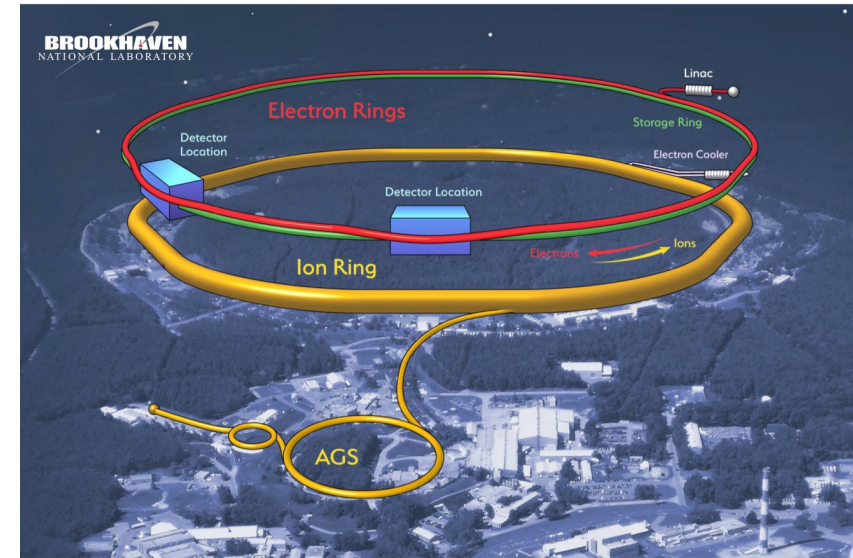 BROOKHAVEN
NATIONAL LABORATORY
Linac
Electron Rings
Storage Ring
Detector
Location
Electron Cooler
Detector Location
Electrons
Ions
Ion Ring
AGS